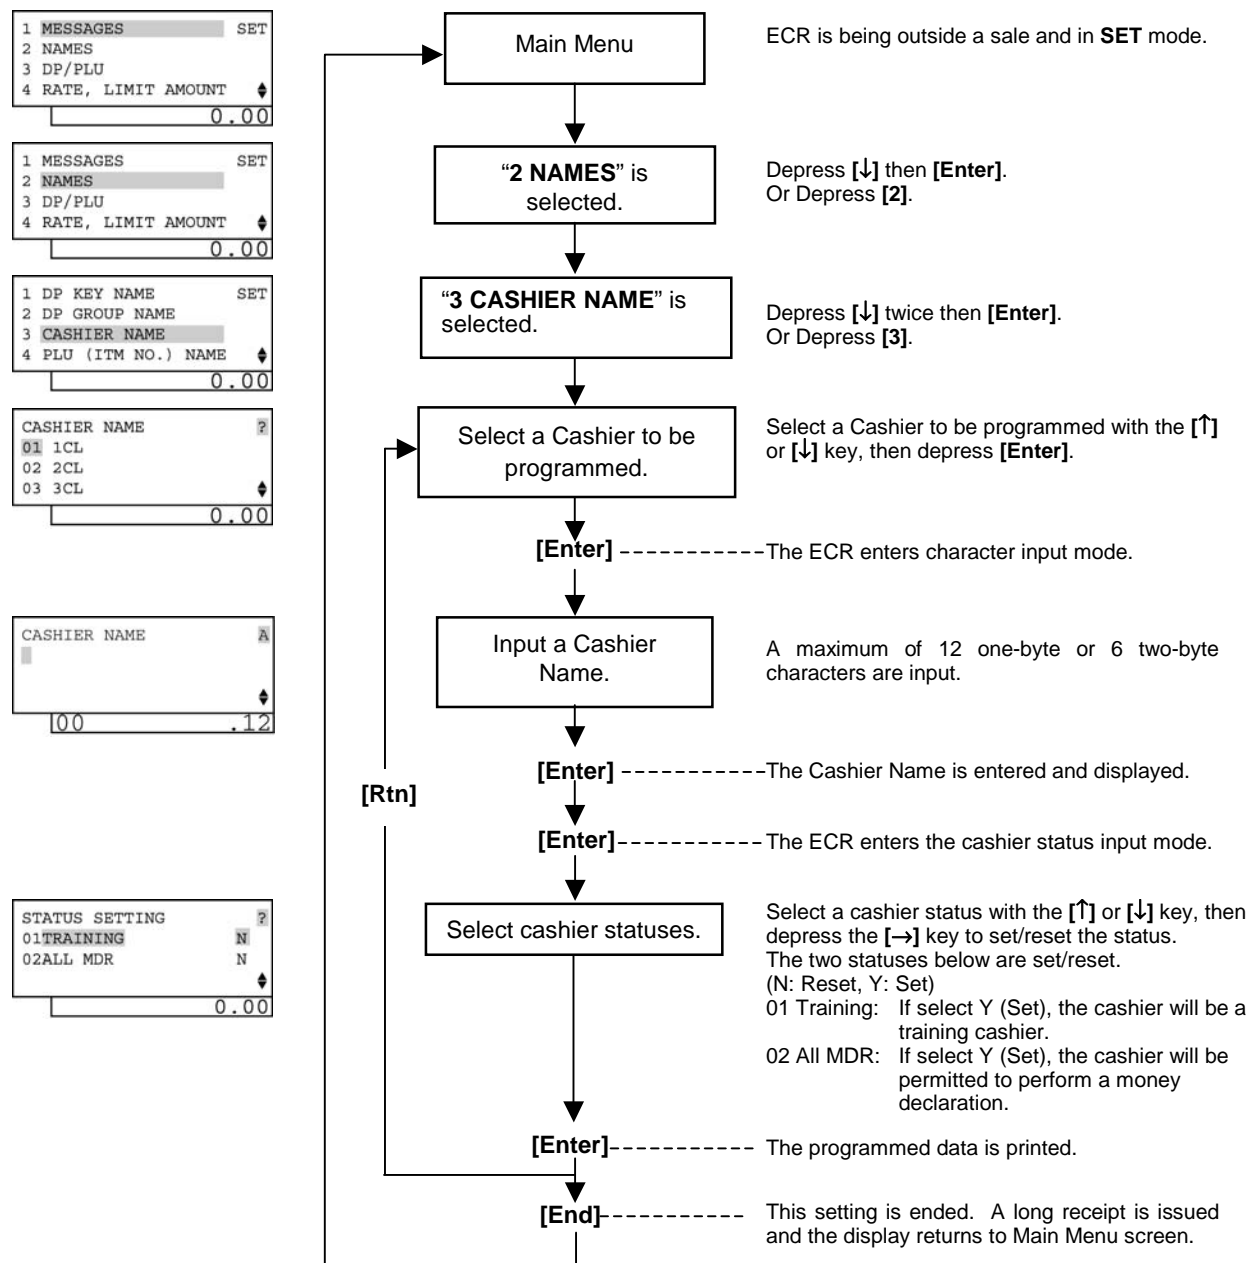 1 MESSAGES SET
2 NAMES
3 DP/PLU
4 RATE, LIMIT AMOUNT
0.00
Main Menu
ECR is being outside a sale and in SET mode.
1 MESSAGES SET
2 NAMES
3 DP/PLU
4 RATE, LIMIT AMOUNT
0.00
“2 NAMES” is
selected.
Depress [↓] then [Enter].
Or Depress [2].
1 DP KEY NAME SET
2 DP GROUP NAME
3 CASHIER NAME
4 PLU (ITM NO.) NAME
0.00
“3 CASHIER NAME” is
selected.
Depress [↓] twice then [Enter].
Or Depress [3].
CASHIER NAME ?
01 1CL
02 2CL
03 3CL
0.00
Select a Cashier to be
programmed.
Select a Cashier to be programmed with the [↑]
or [↓] key, then depress [Enter].
[Enter]
The ECR enters character input mode.
CASHIER NAME A
00 .12
Input a Cashier
Name.
A maximum of 12 one-byte or 6 two-byte
characters are input.
[Enter]
The Cashier Name is entered and displayed.
[Rtn]
[Enter]
The ECR enters the cashier status input mode.
STATUS SETTING ?
01TRAINING N
02ALL MDR N
0.00
Select cashier statuses.
Select a cashier status with the [↑] or [↓] key, then
depress the [→] key to set/reset the status.
The two statuses below are set/reset.
(N: Reset, Y: Set)
01 Training: If select Y (Set), the cashier will be a
training cashier.
02 All MDR: If select Y (Set), the cashier will be
permitted to perform a money
declaration.
[Enter]
The programmed data is printed.
[End]
This setting is ended. A long receipt is issued
and the display returns to Main Menu screen.